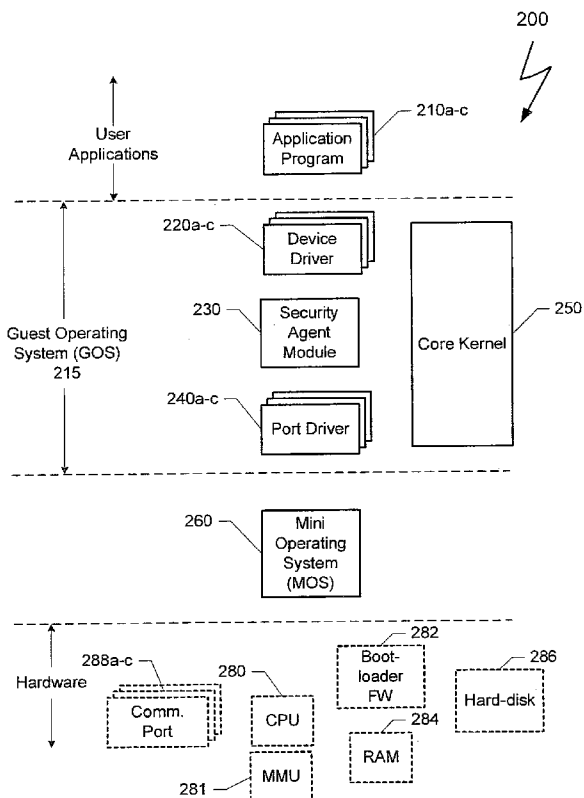 200
210a-c
User
Applications
Application
Program
220a-c
Device
Driver
230
Security
Agent
Module
250
Core Kernel
Guest Operating
System (GOS)
215
240a-c
Port Driver
260
Mini
Operating
System
(MOS)
282
288a-c
280
Boot-
loader
FW
286
Hardware
Comm.
Port
CPU
284
Hard-disk
RAM
281
MMU